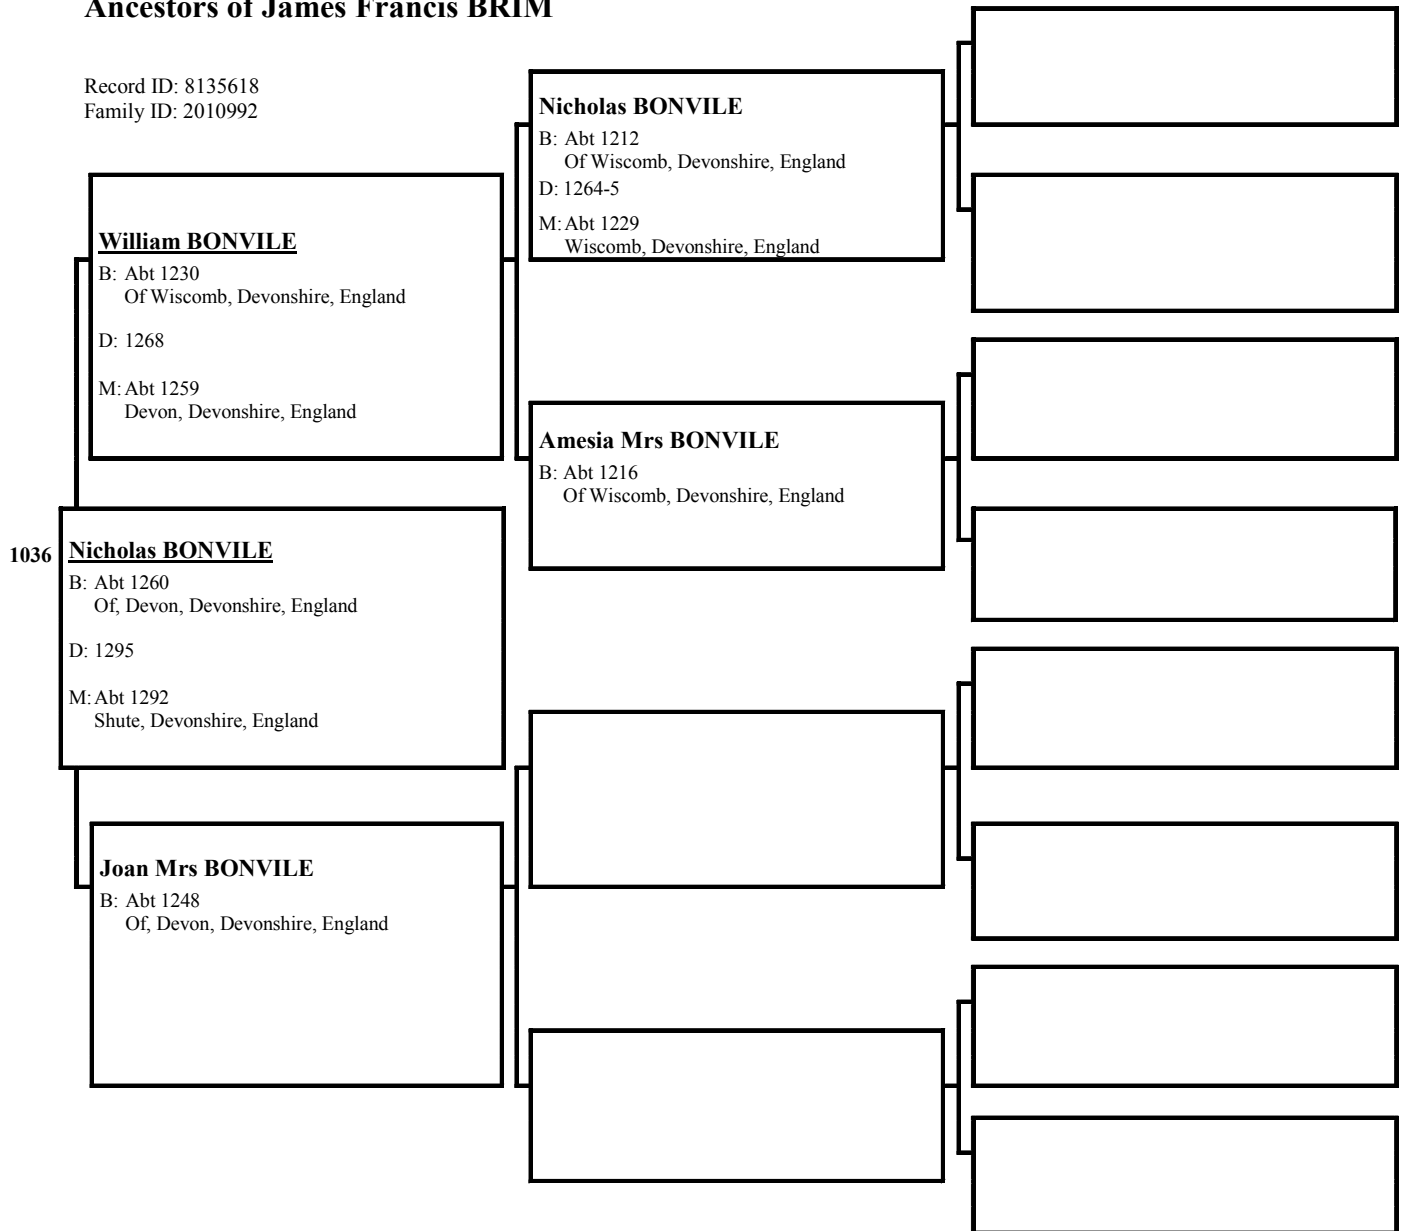 Ancestors of James Francis BRIM
Record ID: 8135618
Family ID: 2010992
Nicholas BONVILE
B: Abt 1212
Of Wiscomb, Devonshire, England
D: 1264-5
M: Abt 1229
Wiscomb, Devonshire, England
William BONVILE
B: Abt 1230
Of Wiscomb, Devonshire, England
D: 1268
M: Abt 1259
Devon, Devonshire, England
Amesia Mrs BONVILE
B: Abt 1216
Of Wiscomb, Devonshire, England
1036 Nicholas BONVILE
B: Abt 1260
Of, Devon, Devonshire, England
D: 1295
M: Abt 1292
Shute, Devonshire, England
Joan Mrs BONVILE
B: Abt 1248
Of, Devon, Devonshire, England